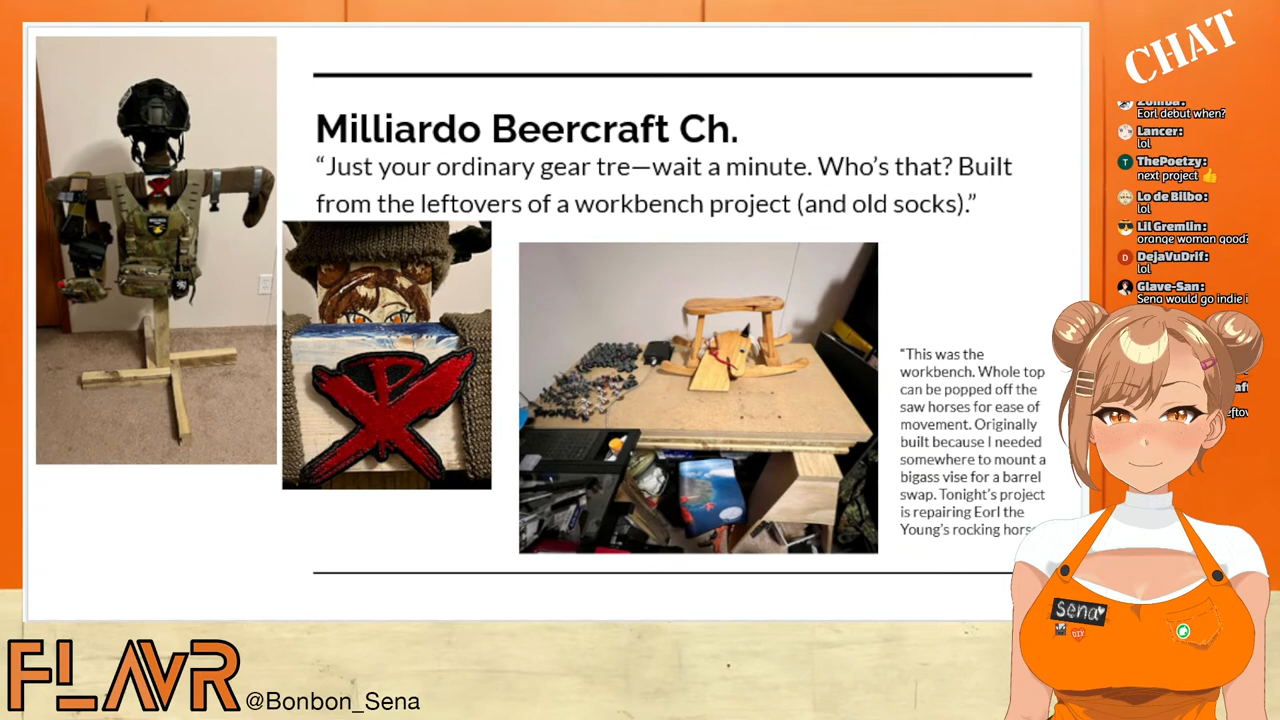 CHAT
Zomba:
Eorl debut when?
Lancer:
lol
ThePoetzy:
next project 👍
Lo de Bilbo:
lol
Lil Gremlin:
orange woman good!
DejaVuDrif:
lol
Glave-San:
Sena would go indie i
Milliardo Beercraft Ch.
“Just your ordinary gear tre—wait a minute. Who’s that? Built
from the leftovers of a workbench project (and old socks).”
“This was the
workbench. Whole top
can be popped off the
saw horses for ease of
movement. Originally
built because I needed
somewhere to mount a
bigass vise for a barrel
swap. Tonight’s project
is repairing Eorl the
Young’s rocking horse
sena
DIY
FLAVR
@Bonbon_Sena